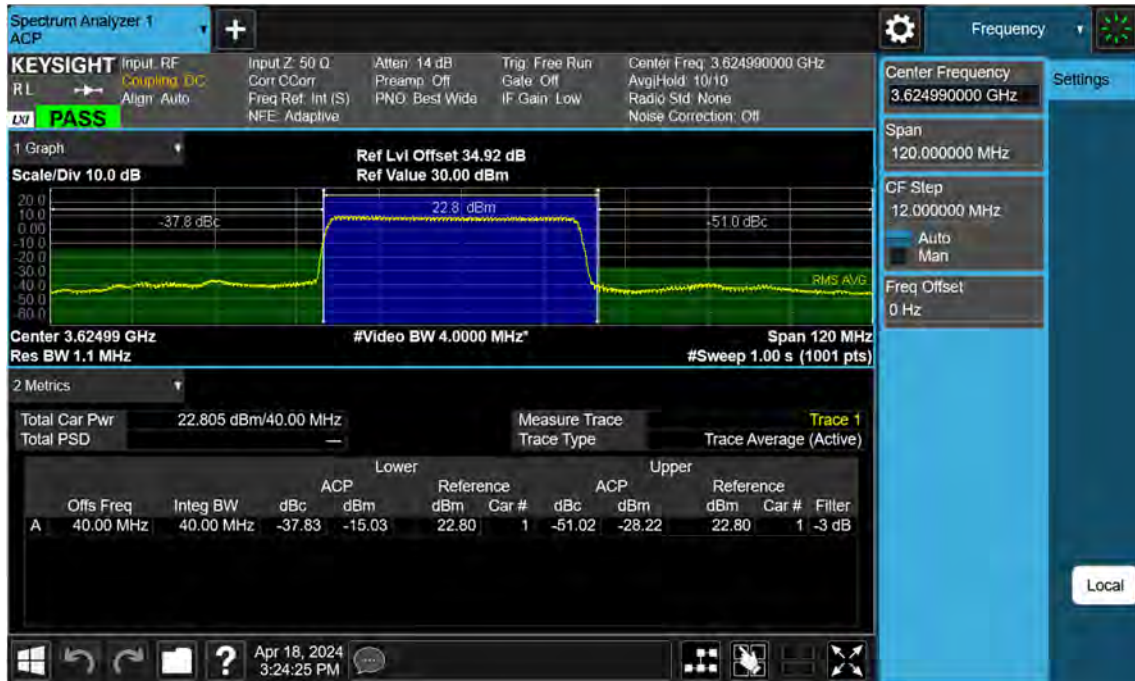 Spectrum Analyzer 1
ACP
Frequency
KEYSIGHT Input: RF Input Z: 50 Ω Atten: 14 dB Trig: Free Run Center Freq: 3.624990000 GHz
RL Coupling: DC Corr CCorr Preamp: Off Gate: Off Avg|Hold: 10/10
Align: Auto Freq Ref: Int (S) PNO: Best Wide IF Gain: Low Radio Std: None
LXI PASS NFE: Adaptive Noise Correction: Off
Center Frequency
3.624990000 GHz
Settings
Span
120.000000 MHz
CF Step
12.000000 MHz
Auto
Man
Freq Offset
0 Hz
1 Graph
Ref Lvl Offset 34.92 dB
Scale/Div 10.0 dB Ref Value 30.00 dBm
20.0
10.0
0.00
-10.0
-20.0
-30.0
-40.0
-50.0
-60.0
-37.8 dBc 22.8 dBm -51.0 dBc
RMS AVG
Center 3.62499 GHz #Video BW 4.0000 MHz* Span 120 MHz
Res BW 1.1 MHz #Sweep 1.00 s (1001 pts)
2 Metrics
Total Car Pwr 22.805 dBm/40.00 MHz Measure Trace Trace 1
Total PSD — Trace Type Trace Average (Active)
Lower Upper
ACP Reference ACP Reference
Offs Freq Integ BW dBc dBm dBm Car # dBc dBm dBm Car # Filter
A 40.00 MHz 40.00 MHz -37.83 -15.03 22.80 1 -51.02 -28.22 22.80 1 -3 dB
Local
Apr 18, 2024
3:24:25 PM